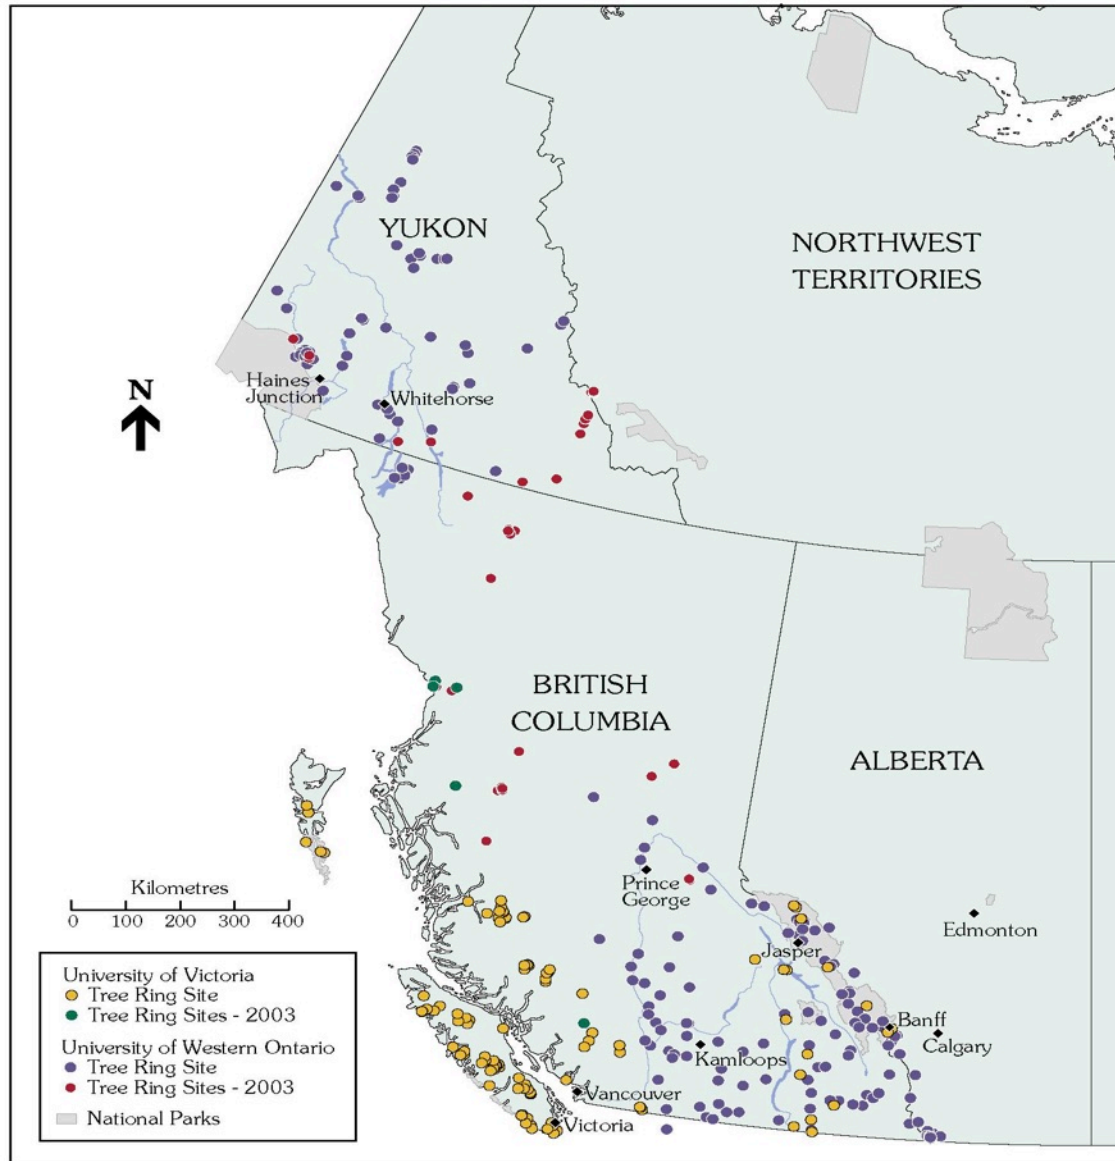 YUKON
NORTHWEST
TERRITORIES
Haines
Junction
Whitehorse
N
BRITISH
COLUMBIA
ALBERTA
Kilometres
0 100 200 300 400
Prince
George
Edmonton
Jasper
Banff
Calgary
Kamloops
Vancouver
Victoria
University of Victoria
Tree Ring Site
Tree Ring Sites - 2003
University of Western Ontario
Tree Ring Site
Tree Ring Sites - 2003
National Parks